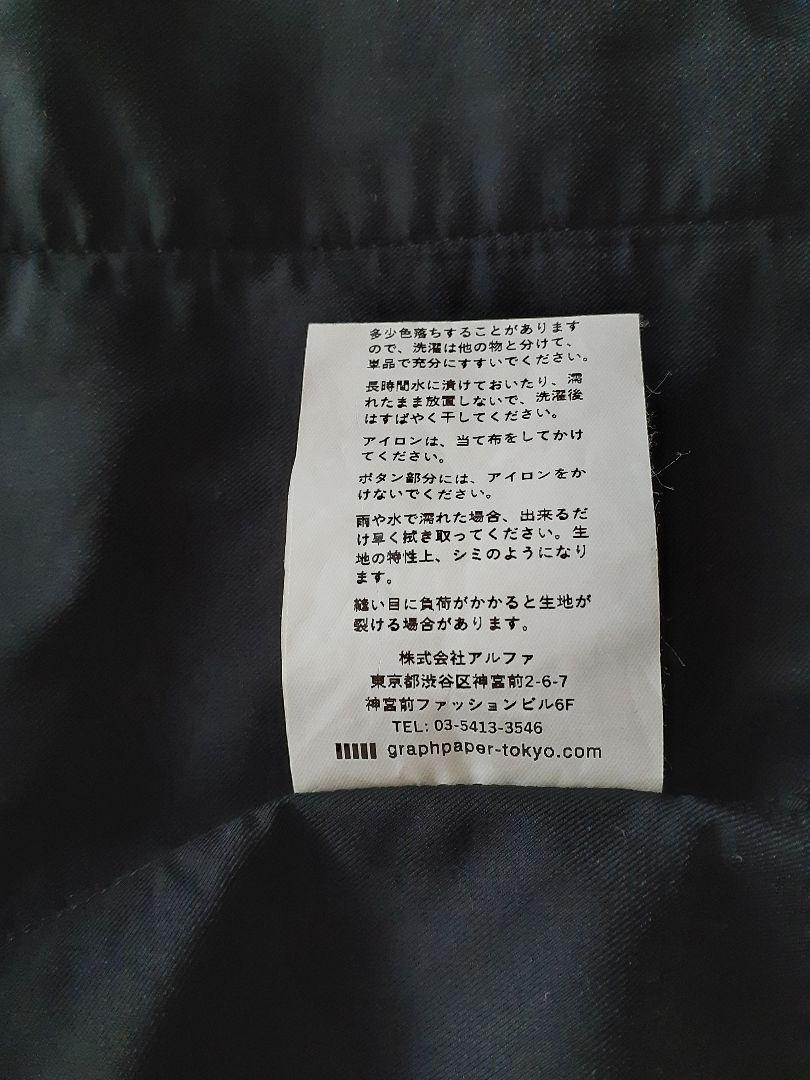 多少色落ちすることがあります
ので、洗濯は他の物と分けて、
単品で充分にすすいでください。
長時間水に漬けておいたり、濡
れたまま放置しないで、洗濯後
はすばやく干してください。
アイロンは、当て布をしてかけ
てください。
ボタン部分には、アイロンをか
けないでください。
雨や水で濡れた場合、出来るだ
け早く拭き取ってください。生
地の特性上、シミのようになり
ます。
縫い目に負荷がかかると生地が
裂ける場合があります。
株式会社アルファ
東京都渋谷区神宮前2-6-7
神宮前ファッションビル6F
TEL: 03-5413-3546
graphpaper-tokyo.com